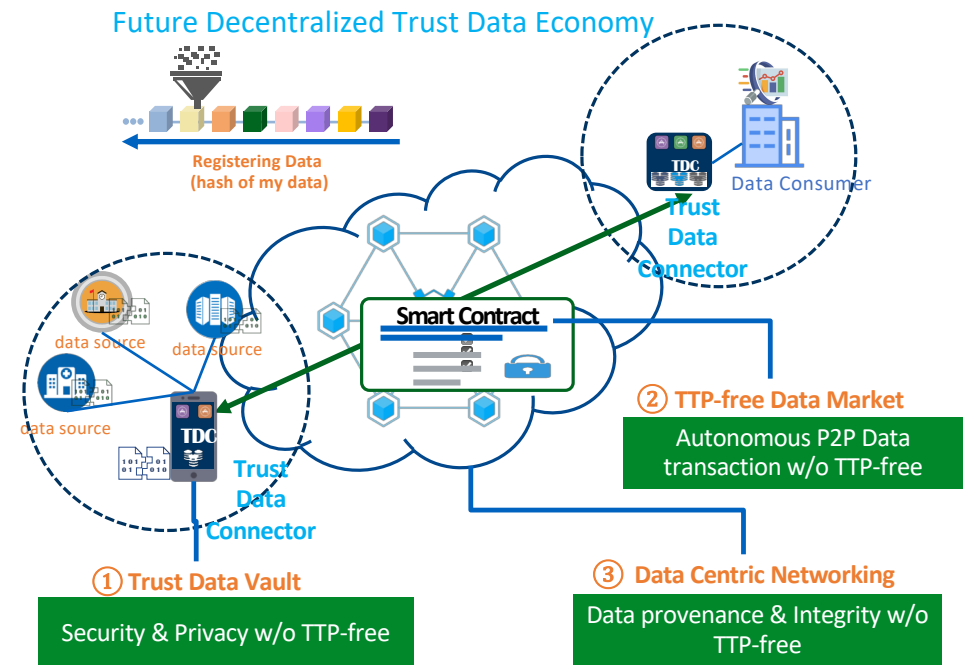 Future Decentralized Trust Data Economy
Registering Data
(hash of my data)
TDC
Data Consumer
Trust
Data
Connector
Smart Contract
data source
data source
data source
TDC
Trust
Data
Connector
② TTP-free Data Market
Autonomous P2P Data
transaction w/o TTP-free
① Trust Data Vault
Security & Privacy w/o TTP-free
③ Data Centric Networking
Data provenance & Integrity w/o
TTP-free